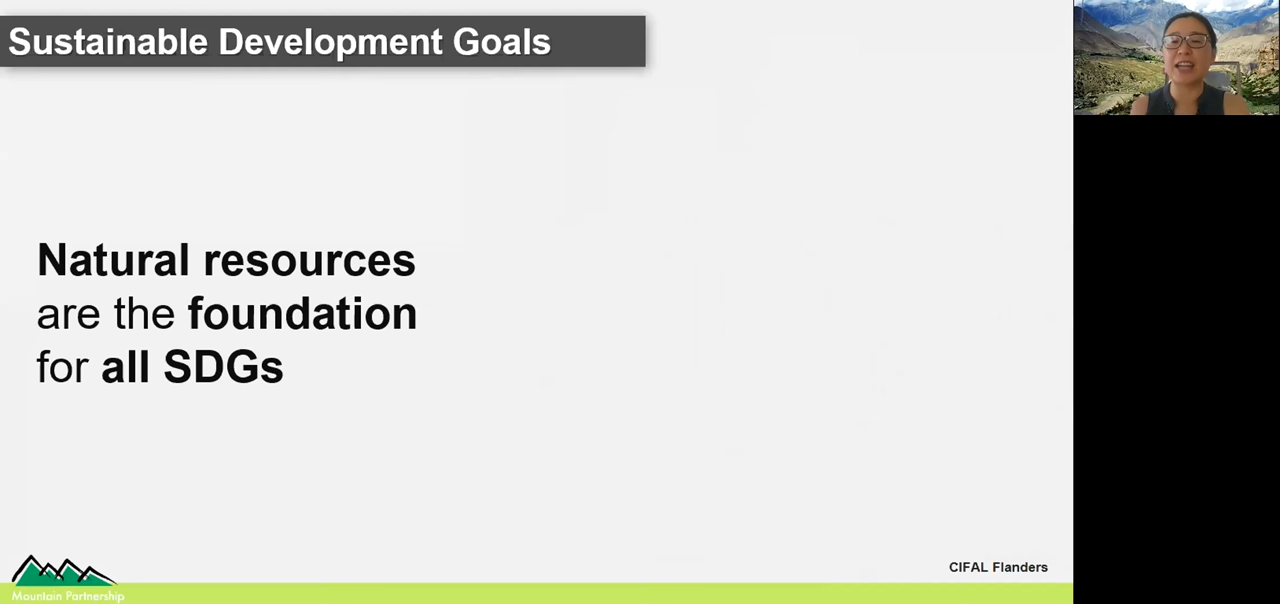 Sustainable Development Goals
Natural resources
are the foundation
for all SDGs
CIFAL Flanders
Mountain Partnership